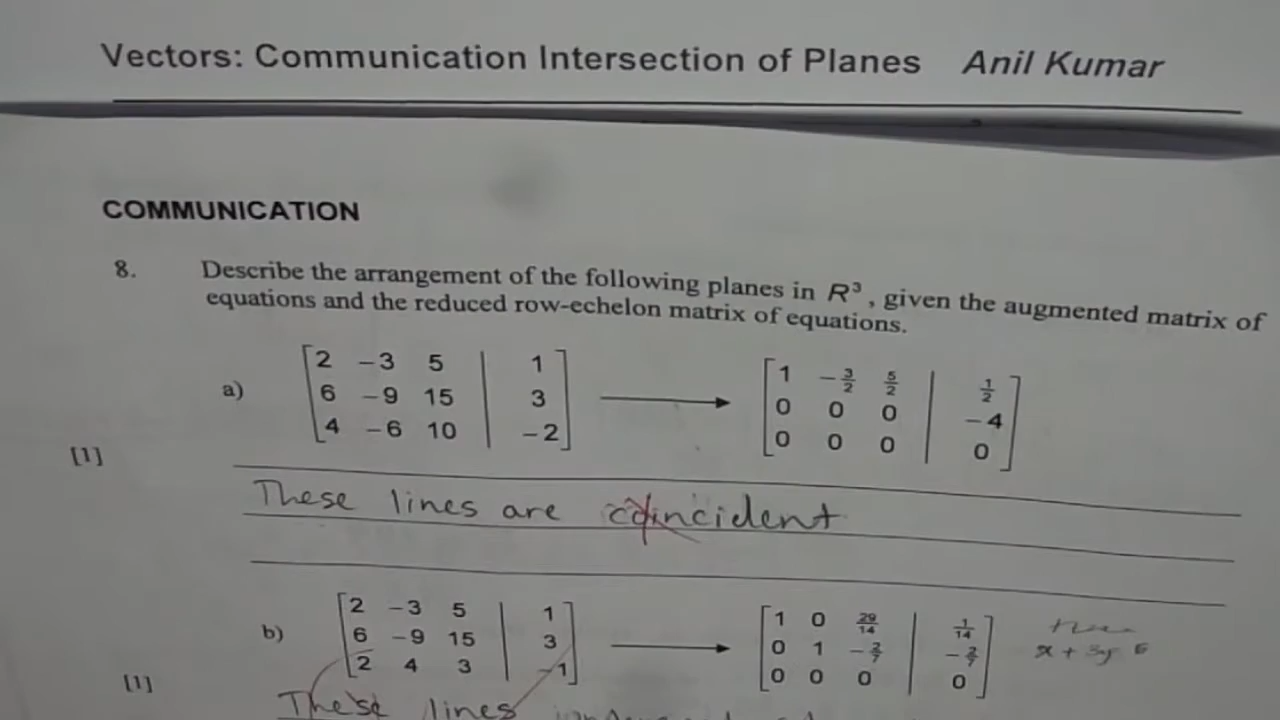 Vectors: Communication Intersection of Planes Anil Kumar
COMMUNICATION
8. Describe the arrangement of the following planes in R³, given the augmented matrix of
equations and the reduced row-echelon matrix of equations.
a)
2 -3 5 | 1
6 -9 15 | 3
4 -6 10 | -2
1 -3/2 5/2 | 1/2
0 0 0 | -4
0 0 0 | 0
[1]
These lines are coincident
b)
2 -3 5 | 1
6 -9 15 | 3
2 4 3 | -1
1 0 29/14 | 1/14
0 1 -2/7 | -2/7
0 0 0 | 0
x + 3y
[1]
These lines